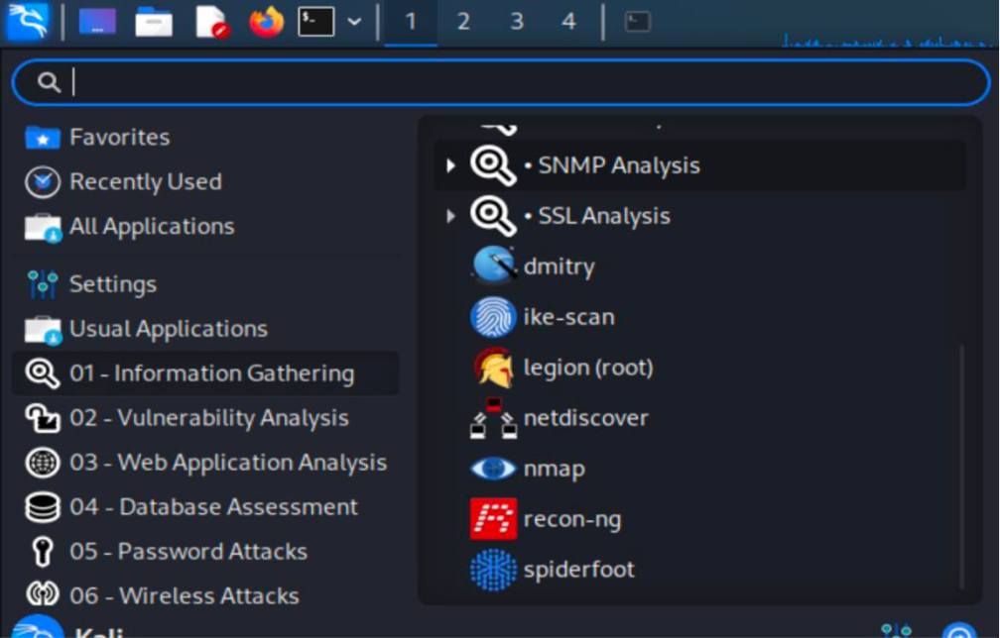 1 2 3 4
Favorites
Recently Used
All Applications
Settings
Usual Applications
01 - Information Gathering
02 - Vulnerability Analysis
03 - Web Application Analysis
04 - Database Assessment
05 - Password Attacks
06 - Wireless Attacks
Kali
• SNMP Analysis
• SSL Analysis
dmitry
ike-scan
legion (root)
netdiscover
nmap
recon-ng
spiderfoot